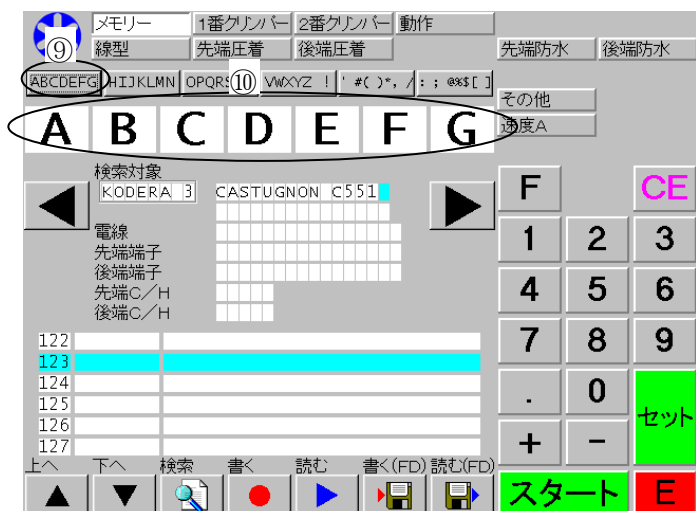 メモリー 1番クリンパー 2番クリンパー 動作
⑨ 線型 先端圧着 後端圧着 先端防水 後端防水
ABCDEFG HIJKLMN OPQRS ⑩ VWXYZ ! ' #( )*, / : ; @%$[ ]
その他
A B C D E F G 速度A
検索対象
KODERA 3 CASTUGNON C551
F CE
電線
先端端子
後端端子
先端C/H
後端C/H
1 2 3
4 5 6
7 8 9
. 0 セット
+ -
122
123
124
125
126
127
上へ 下へ 検索 書く 読む 書く(FD) 読む(FD)
スタート E